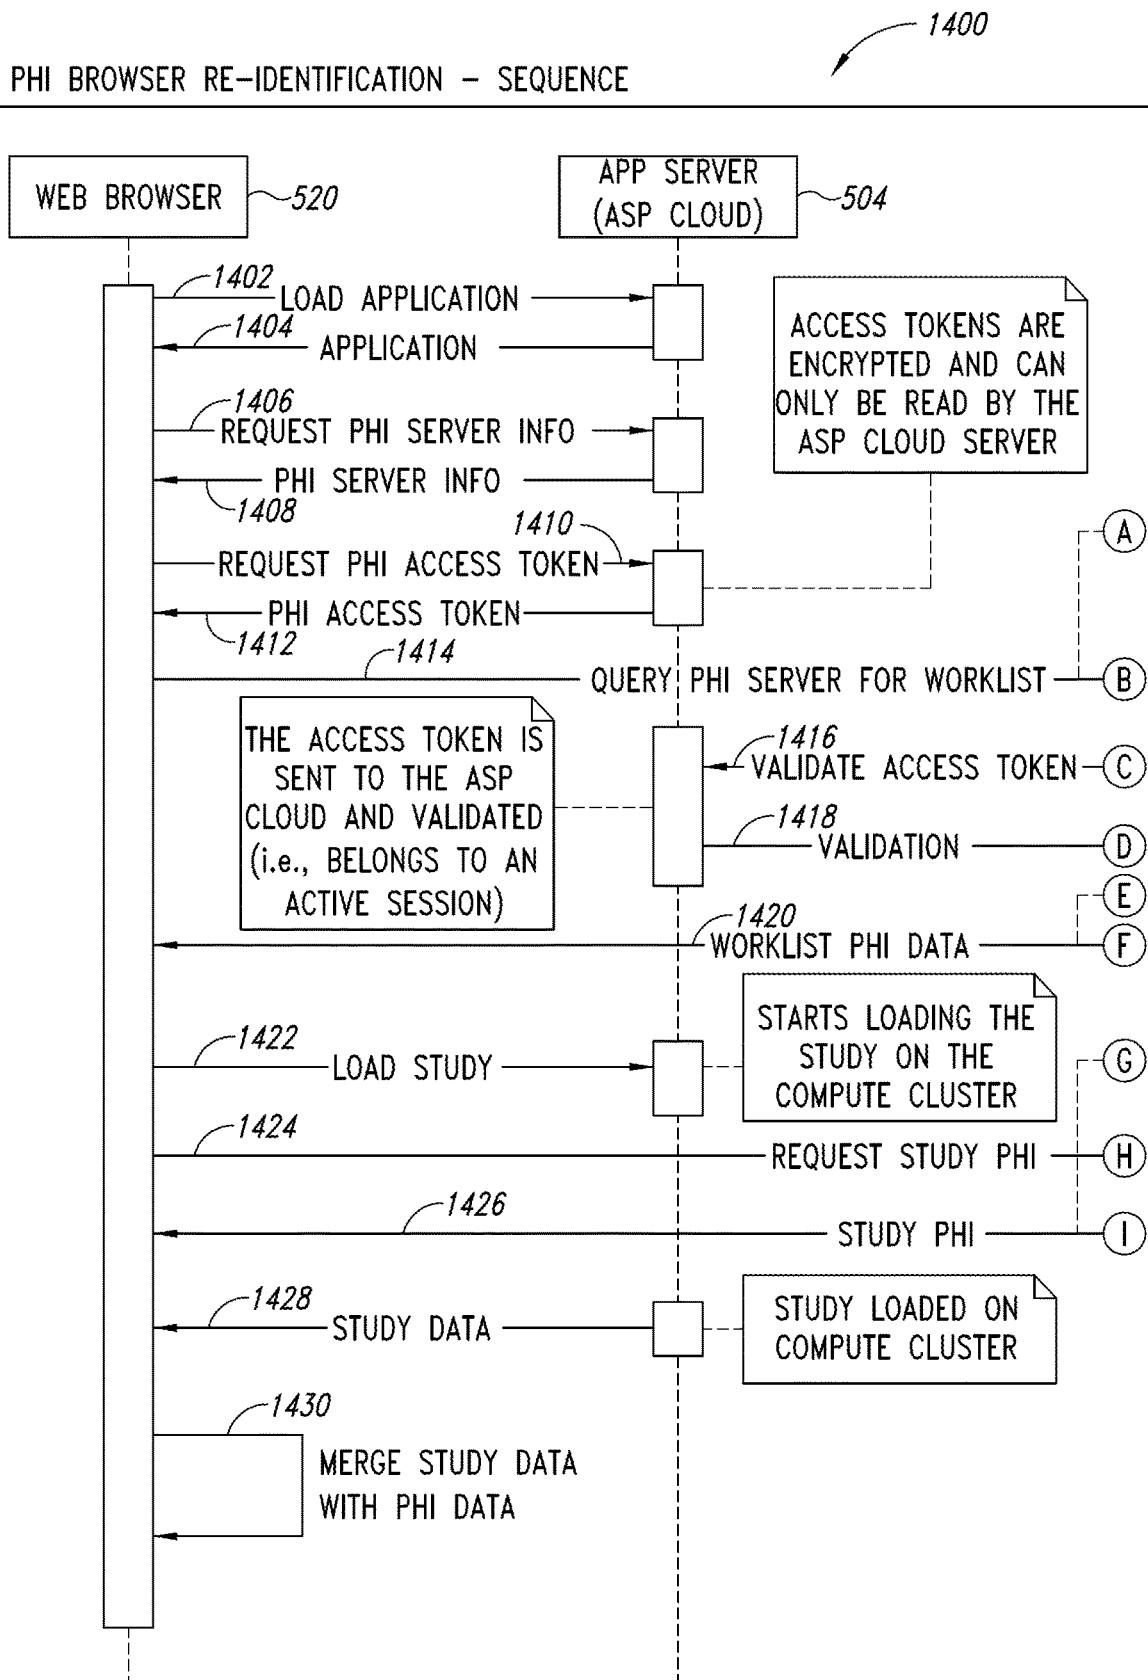 1400
PHI BROWSER RE-IDENTIFICATION - SEQUENCE
WEB BROWSER
520
APP SERVER
(ASP CLOUD)
504
1402
LOAD APPLICATION
1404
APPLICATION
ACCESS TOKENS ARE
ENCRYPTED AND CAN
ONLY BE READ BY THE
ASP CLOUD SERVER
1406
REQUEST PHI SERVER INFO
PHI SERVER INFO
1408
1410
REQUEST PHI ACCESS TOKEN
A
PHI ACCESS TOKEN
1412
1414
QUERY PHI SERVER FOR WORKLIST
B
THE ACCESS TOKEN IS
SENT TO THE ASP
CLOUD AND VALIDATED
(i.e., BELONGS TO AN
ACTIVE SESSION)
1416
VALIDATE ACCESS TOKEN
C
1418
VALIDATION
D
E
1420
WORKLIST PHI DATA
F
STARTS LOADING THE
STUDY ON THE
COMPUTE CLUSTER
1422
LOAD STUDY
G
1424
REQUEST STUDY PHI
H
1426
STUDY PHI
I
1428
STUDY DATA
STUDY LOADED ON
COMPUTE CLUSTER
1430
MERGE STUDY DATA
WITH PHI DATA